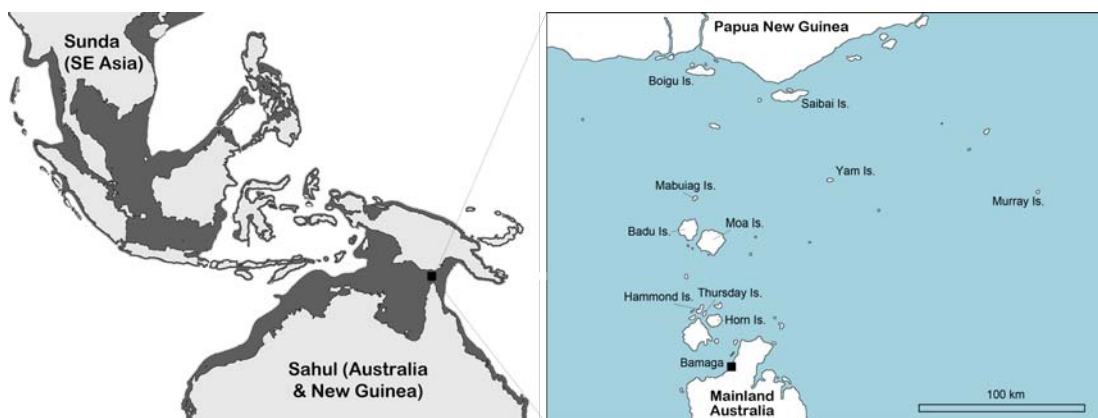 Sunda
(SE Asia)
Sahul (Australia
& New Guinea)
Papua New Guinea
Boigu Is.
Saibai Is.
Yam Is.
Mabuiag Is.
Murray Is.
Badu Is.
Moa Is.
Hammond Is.
Thursday Is.
Horn Is.
Bamaga
Mainland
Australia
100 km